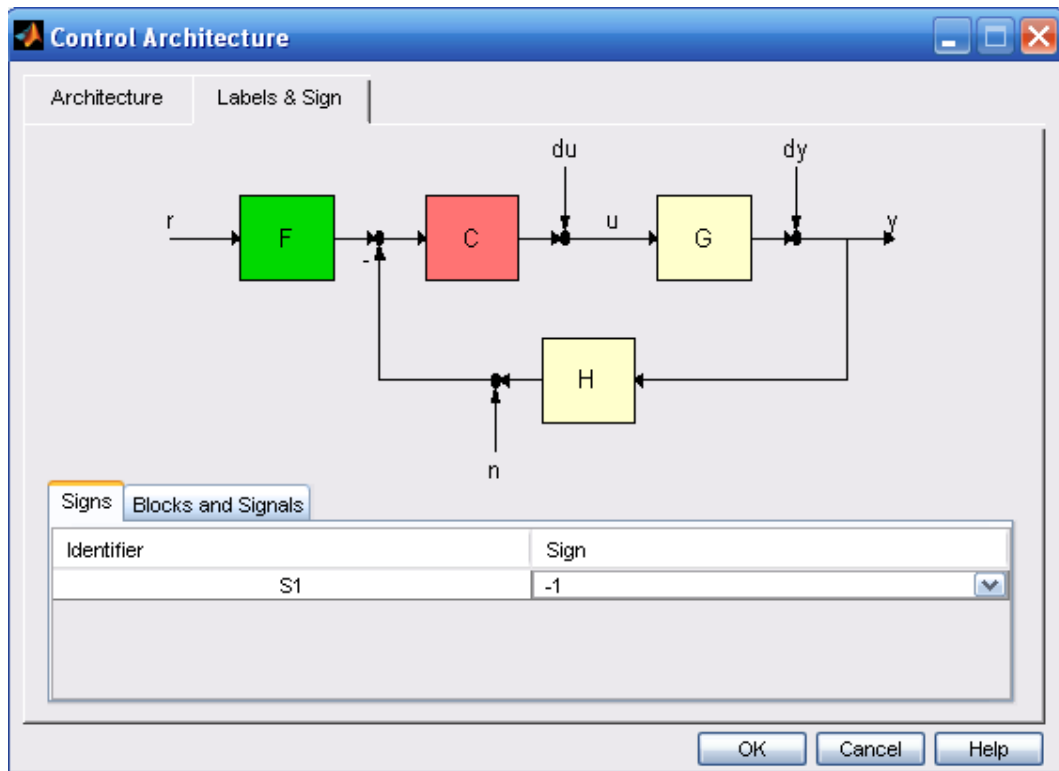 Control Architecture
Architecture Labels & Sign
du dy
r F C u G y
-
H
n
Signs Blocks and Signals
Identifier Sign
S1 -1
OK Cancel Help